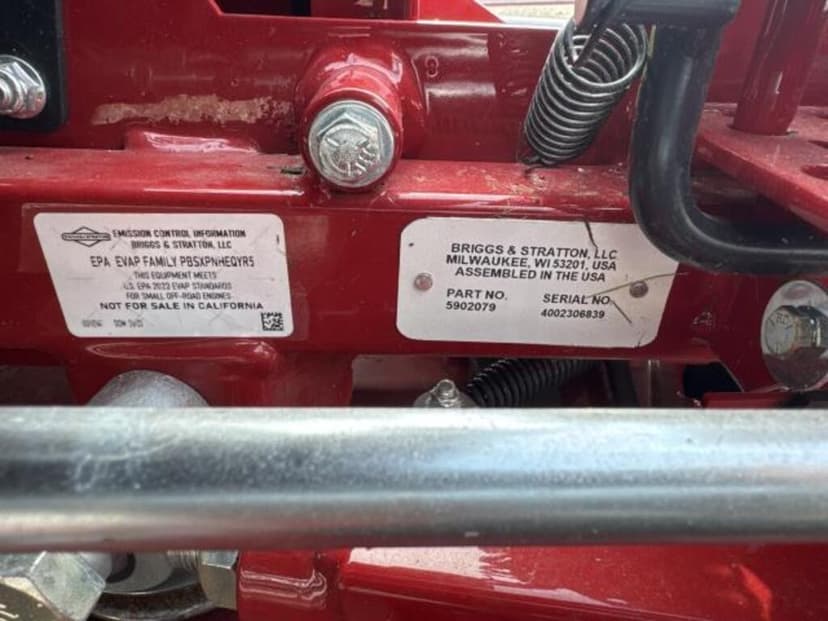 EMISSION CONTROL INFORMATION
BRIGGS & STRATTON, LLC
EPA EVAP FAMILY PBSXPNHEQYR5
THIS EQUIPMENT MEETS
U.S. EPA 2023 EVAP STANDARDS
FOR SMALL OFF-ROAD ENGINES
NOT FOR SALE IN CALIFORNIA
DOM
BRIGGS & STRATTON, LLC
MILWAUKEE, WI 53201, USA
ASSEMBLED IN THE USA
PART NO. SERIAL NO.
5902079 4002306839